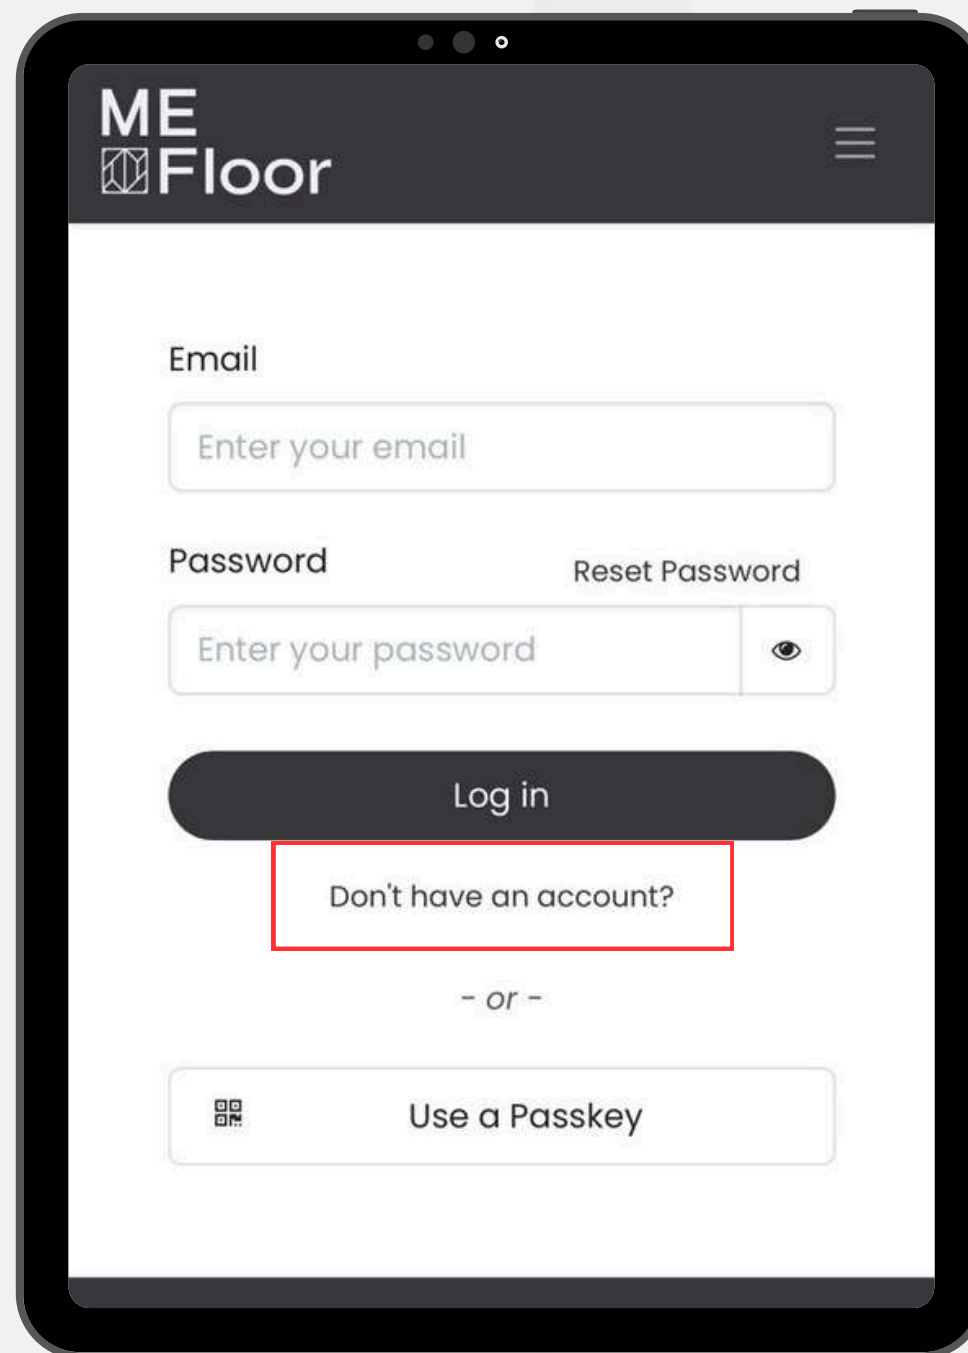 ME
Floor
Email
Enter your email
Password
Reset Password
Enter your password
Log in
Don't have an account?
- or -
Use a Passkey